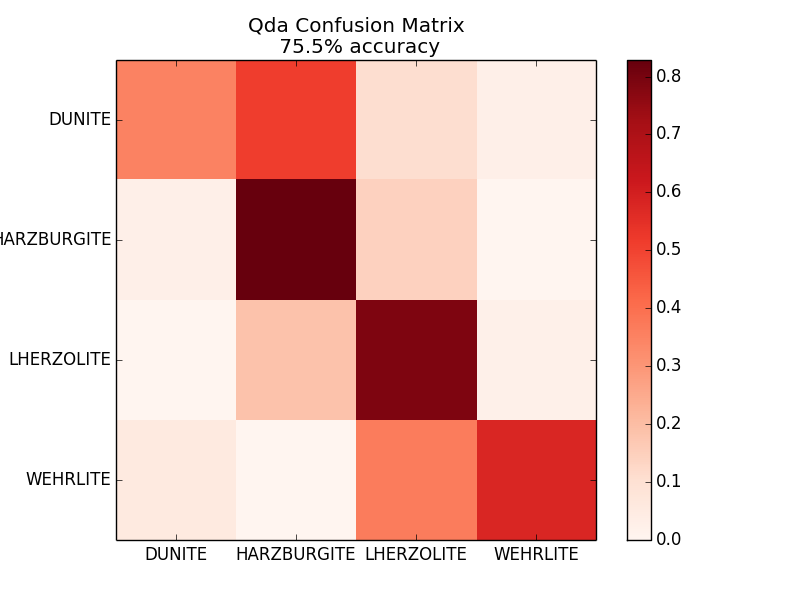 Qda Confusion Matrix
75.5% accuracy
DUNITE
HARZBURGITE
LHERZOLITE
WEHRLITE
DUNITE HARZBURGITE LHERZOLITE WEHRLITE
0.8
0.7
0.6
0.5
0.4
0.3
0.2
0.1
0.0